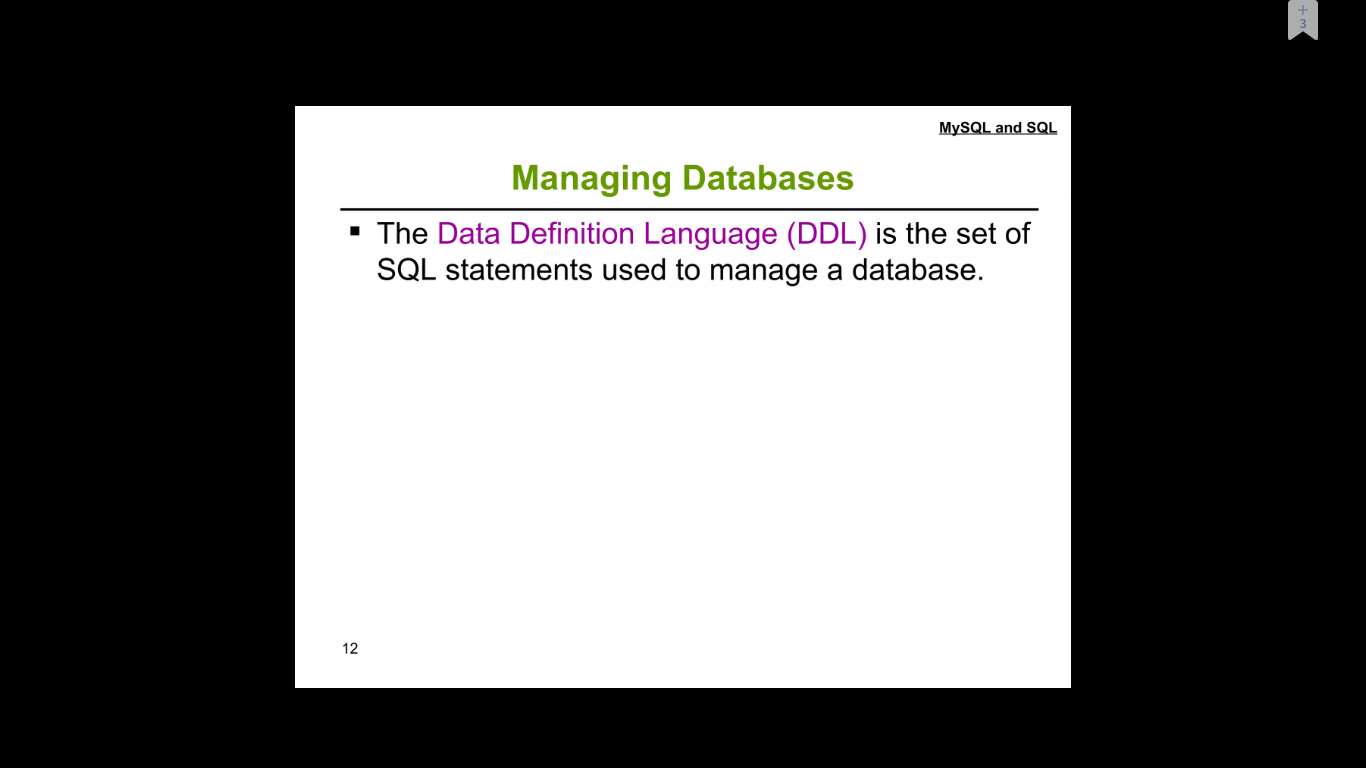 +
3
MySQL and SQL
Managing Databases
▪ The Data Definition Language (DDL) is the set of
SQL statements used to manage a database.
12